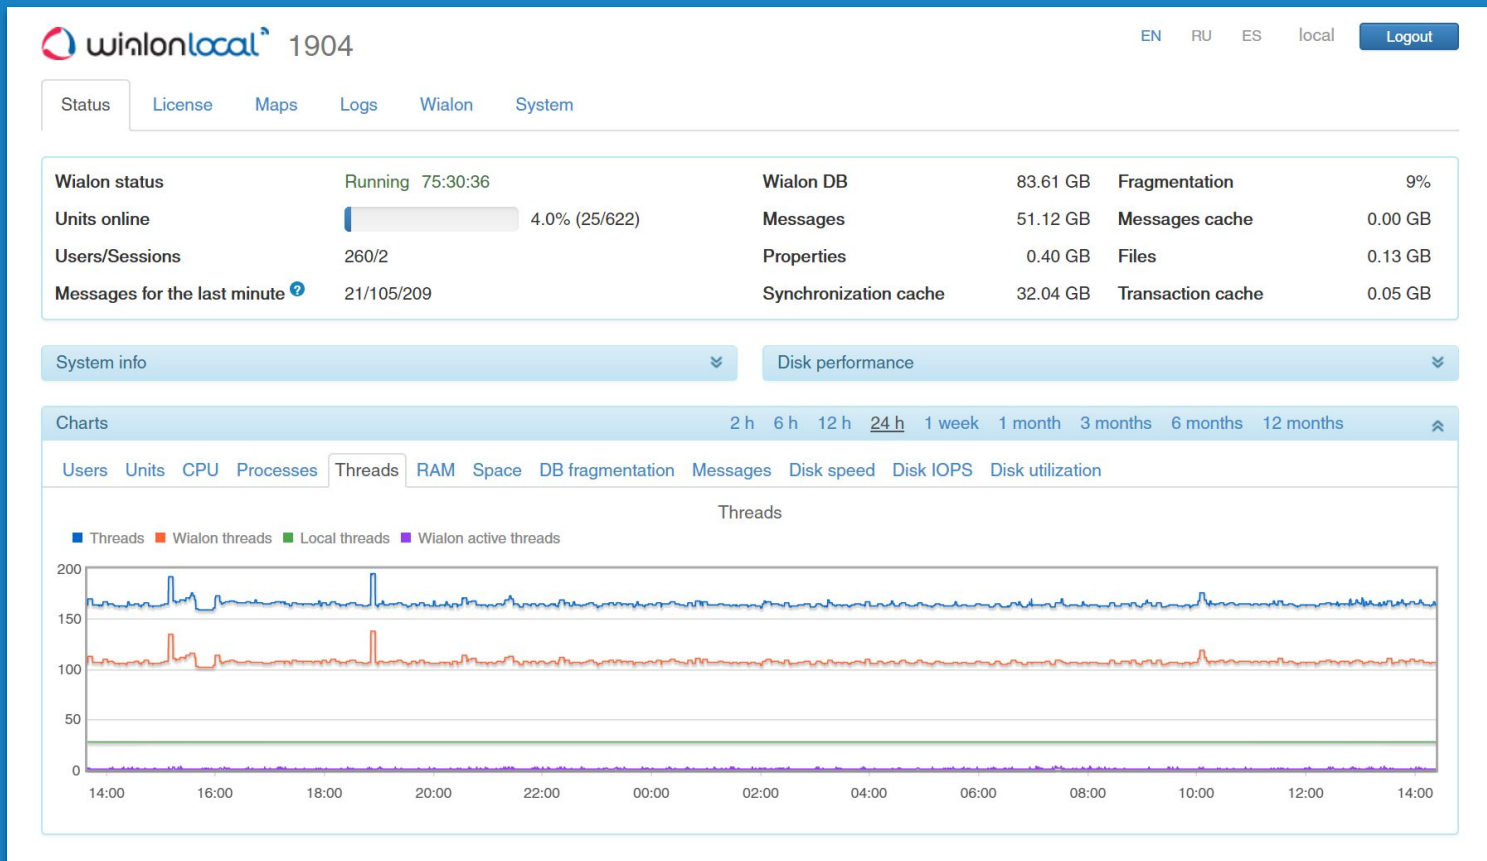 wialonlocal 1904 EN RU ES local Logout
Status License Maps Logs Wialon System
Wialon status Running 75:30:36 Wialon DB 83.61 GB Fragmentation 9%
Units online 4.0% (25/622) Messages 51.12 GB Messages cache 0.00 GB
Users/Sessions 260/2 Properties 0.40 GB Files 0.13 GB
Messages for the last minute ? 21/105/209 Synchronization cache 32.04 GB Transaction cache 0.05 GB
System info Disk performance
Charts 2 h 6 h 12 h 24 h 1 week 1 month 3 months 6 months 12 months
Users Units CPU Processes Threads RAM Space DB fragmentation Messages Disk speed Disk IOPS Disk utilization
Threads
Threads Wialon threads Local threads Wialon active threads
200
150
100
50
0
14:00 16:00 18:00 20:00 22:00 00:00 02:00 04:00 06:00 08:00 10:00 12:00 14:00